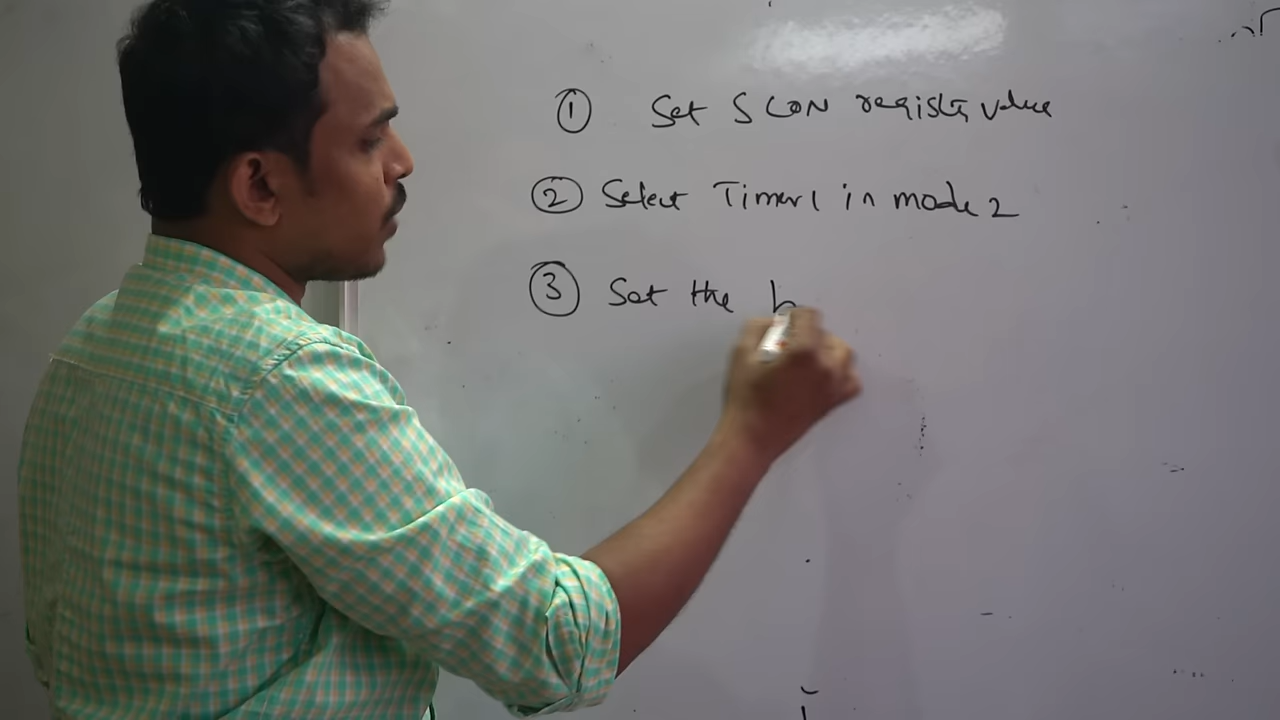 ① Set SCON register value
② Select Timer1 in mode 2
③ Set the b